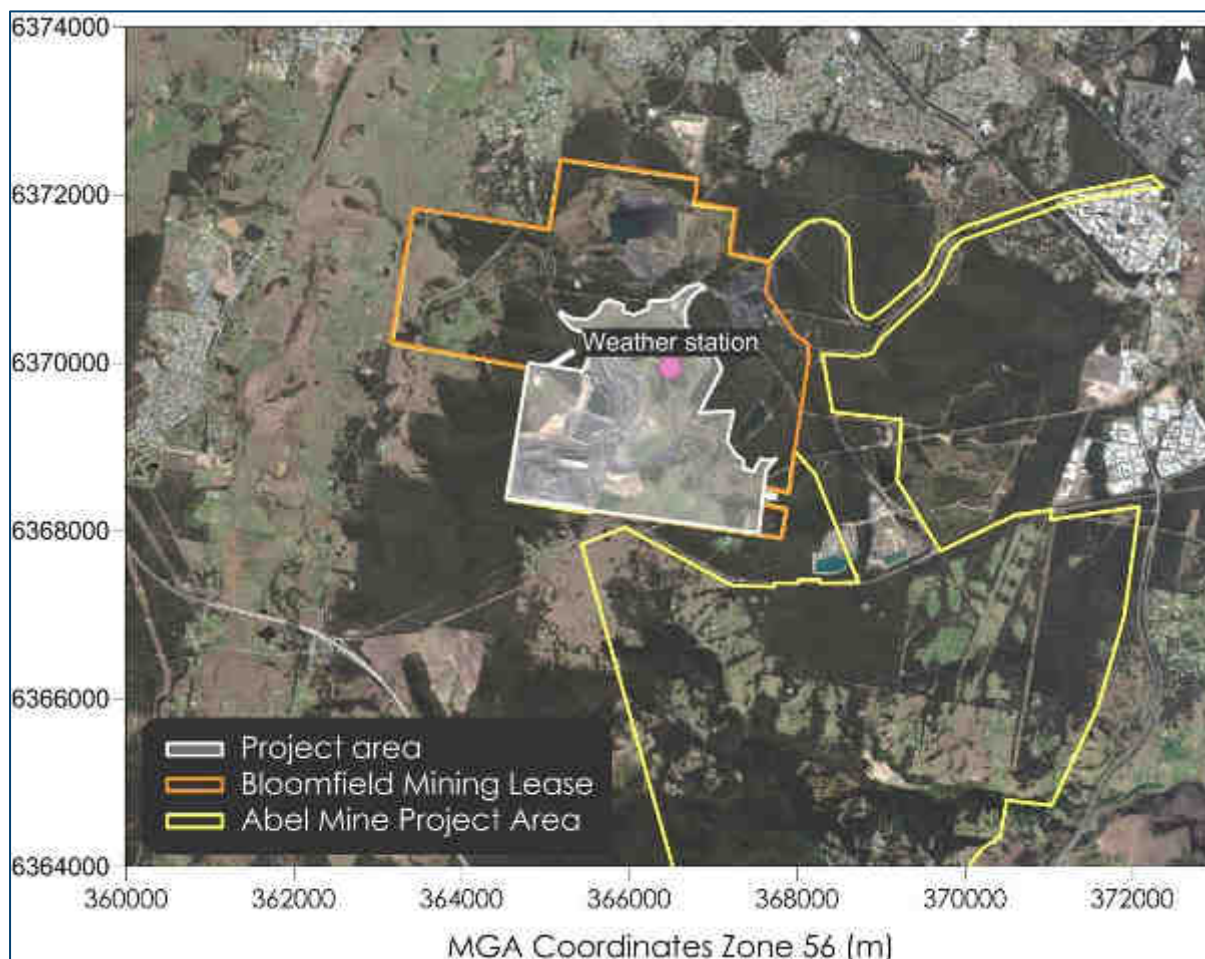 6374000
N
6372000
6370000
6368000
6366000
6364000
Weather station
Project area
Bloomfield Mining Lease
Abel Mine Project Area
360000 362000 364000 366000 368000 370000 372000
MGA Coordinates Zone 56 (m)